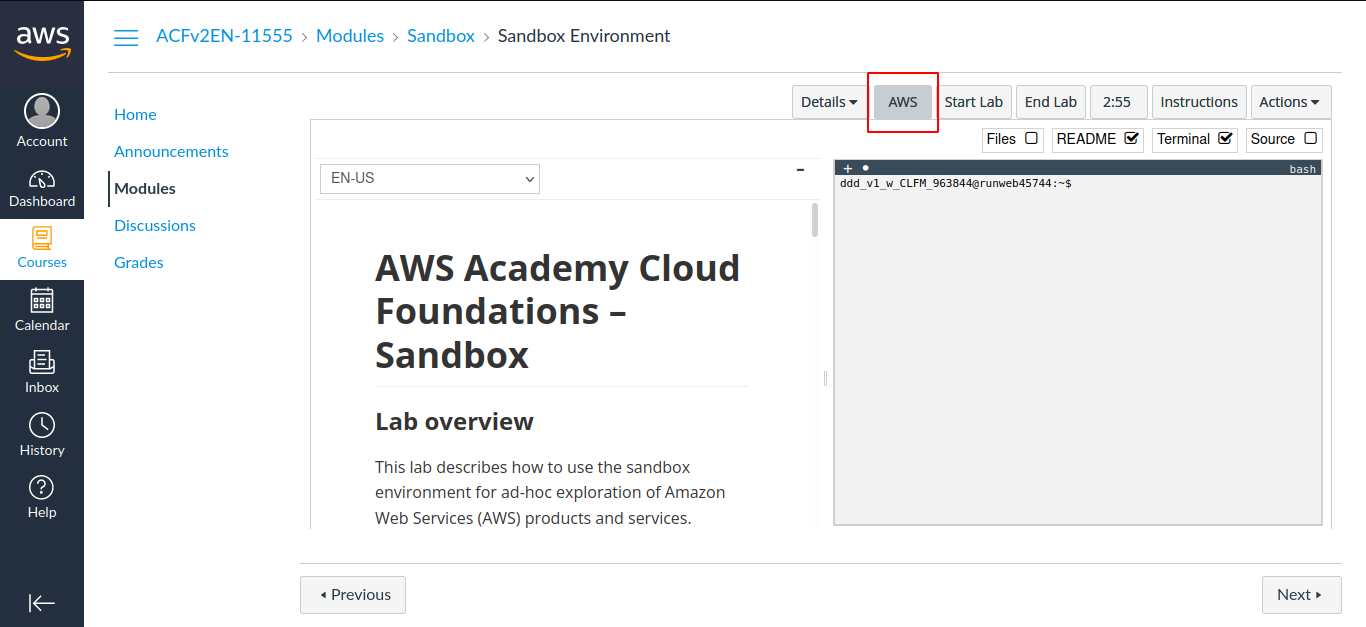 aws
ACFv2EN-11555 > Modules > Sandbox > Sandbox Environment
Account
Dashboard
Courses
Calendar
Inbox
History
Help
Home
Announcements
Modules
Discussions
Grades
Details AWS Start Lab End Lab 2:55 Instructions Actions
Files README Terminal Source
EN-US
AWS Academy Cloud
Foundations –
Sandbox
Lab overview
This lab describes how to use the sandbox
environment for ad-hoc exploration of Amazon
Web Services (AWS) products and services.
bash
ddd_v1_w_CLFM_963844@runweb45744:~$
Previous
Next